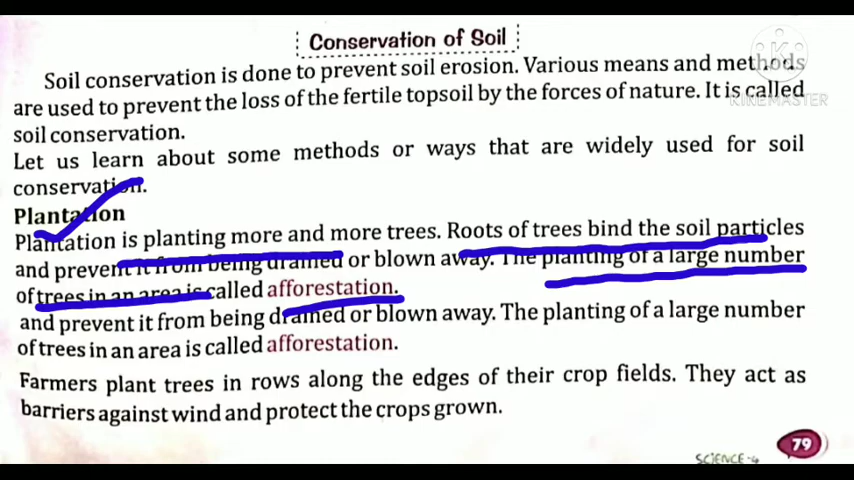 Conservation of Soil
Soil conservation is done to prevent soil erosion. Various means and methods
are used to prevent the loss of the fertile topsoil by the forces of nature. It is called
KINEMASTER
soil conservation.
Let us learn about some methods or ways that are widely used for soil
conservation.
Plantation
Plantation is planting more and more trees. Roots of trees bind the soil particles
and prevent it from being drained or blown away. The planting of a large number
of trees in an area is called afforestation.
and prevent it from being drained or blown away. The planting of a large number
of trees in an area is called afforestation.
Farmers plant trees in rows along the edges of their crop fields. They act as
barriers against wind and protect the crops grown.
79
SCIENCE-4